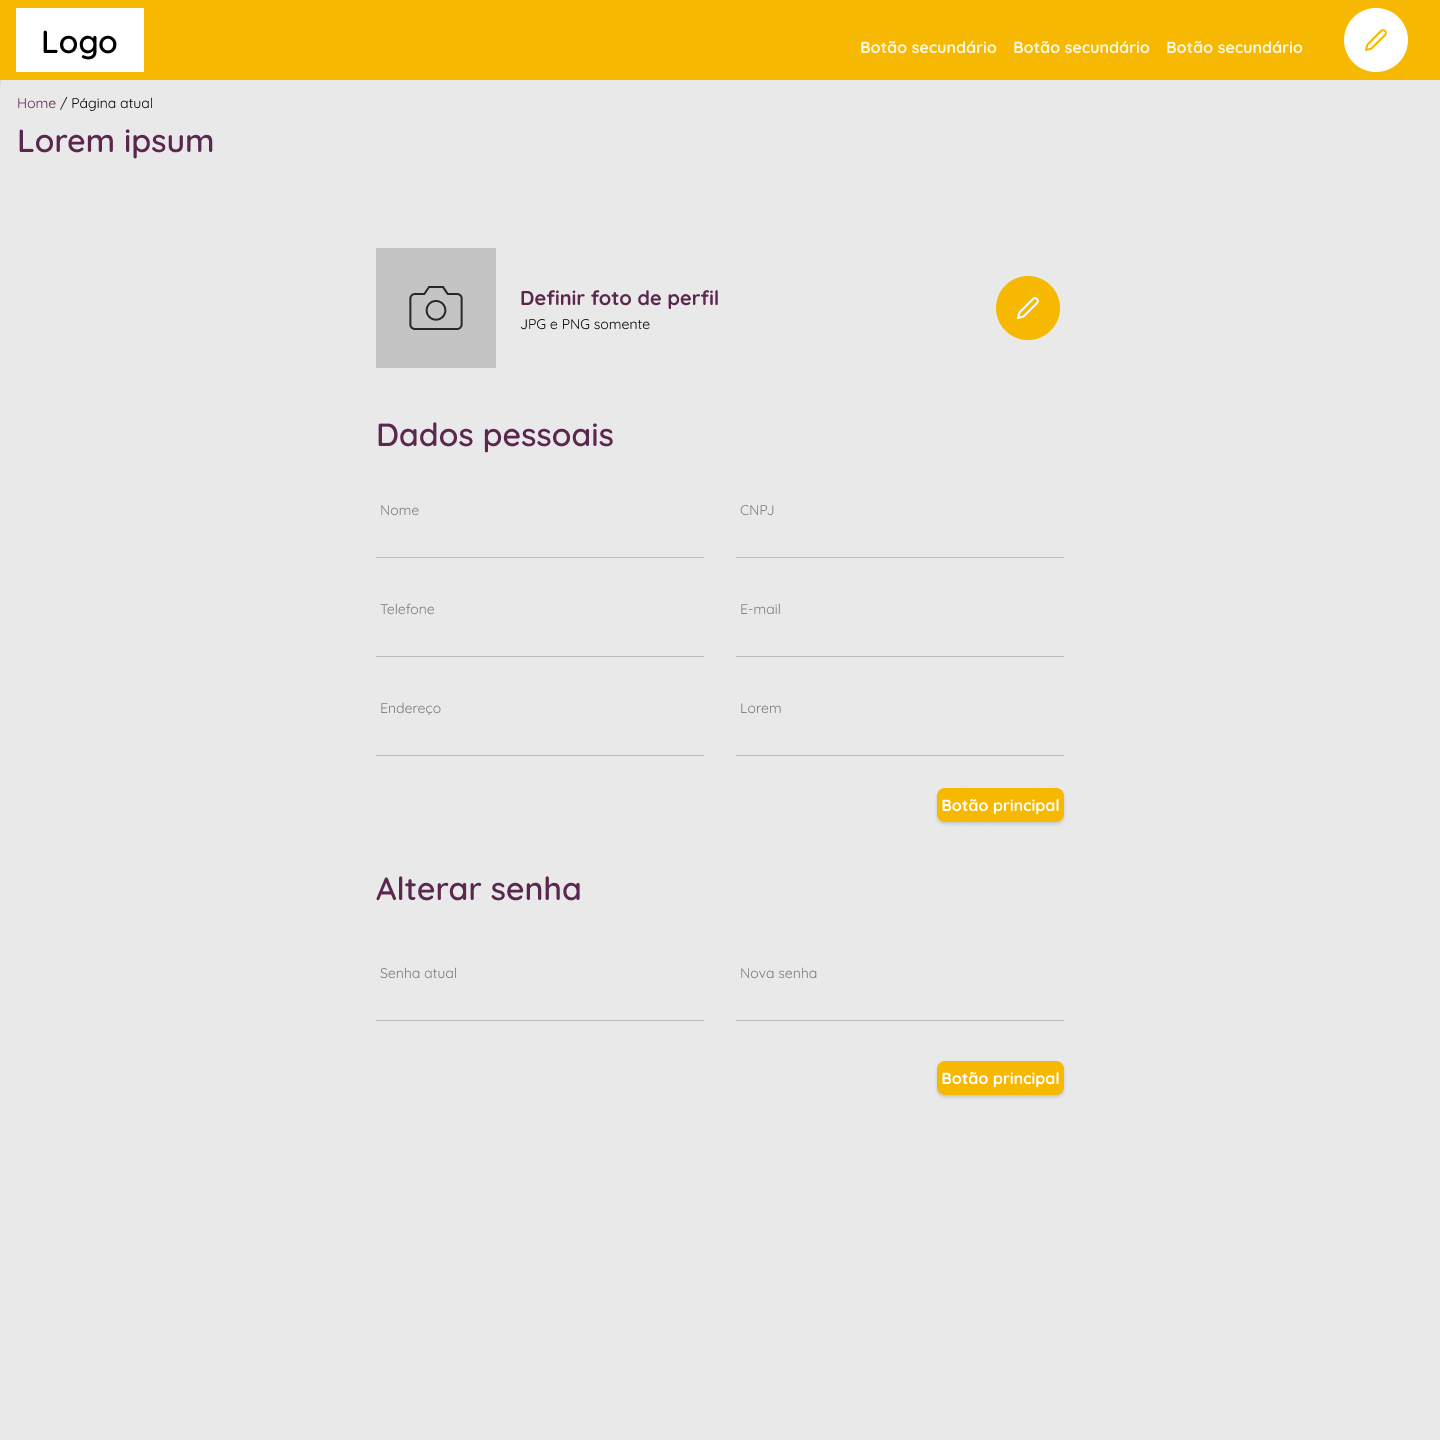 Logo
Botão secundário Botão secundário Botão secundário
Home / Página atual
Lorem ipsum
Definir foto de perfil
JPG e PNG somente
Dados pessoais
Nome CNPJ
Telefone E-mail
Endereço Lorem
Botão principal
Alterar senha
Senha atual Nova senha
Botão principal